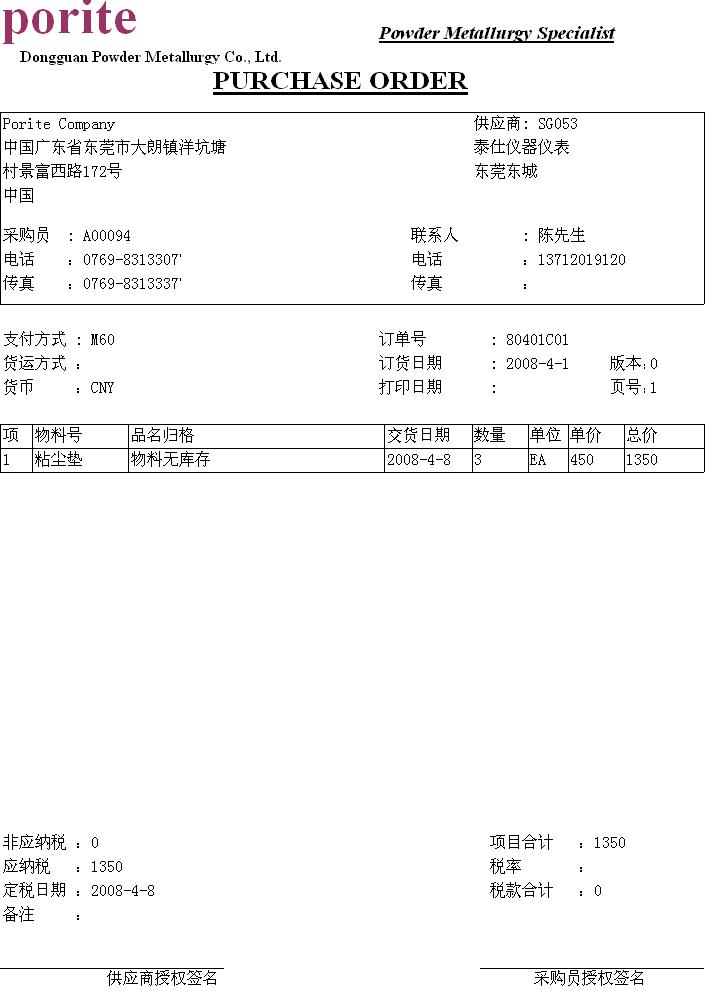 porite
Powder Metallurgy Specialist
Dongguan Powder Metallurgy Co., Ltd.
PURCHASE ORDER
Porite Company 供应商: SG053
中国广东省东莞市大朗镇洋坑塘 泰仕仪器仪表
村景富西路172号 东莞东城
中国
采购员 : A00094 联系人 : 陈先生
电话 : 0769-8313307' 电话 : 13712019120
传真 : 0769-8313337' 传真 :
支付方式 : M60 订单号 : 80401C01
货运方式 : 订货日期 : 2008-4-1 版本:0
货币 : CNY 打印日期 : 页号:1
项 物料号 品名归格 交货日期 数量 单位 单价 总价
1 粘尘垫 物料无库存 2008-4-8 3 EA 450 1350
非应纳税 : 0 项目合计 : 1350
应纳税 : 1350 税率 :
定税日期 : 2008-4-8 税款合计 : 0
备注 :
供应商授权签名 采购员授权签名